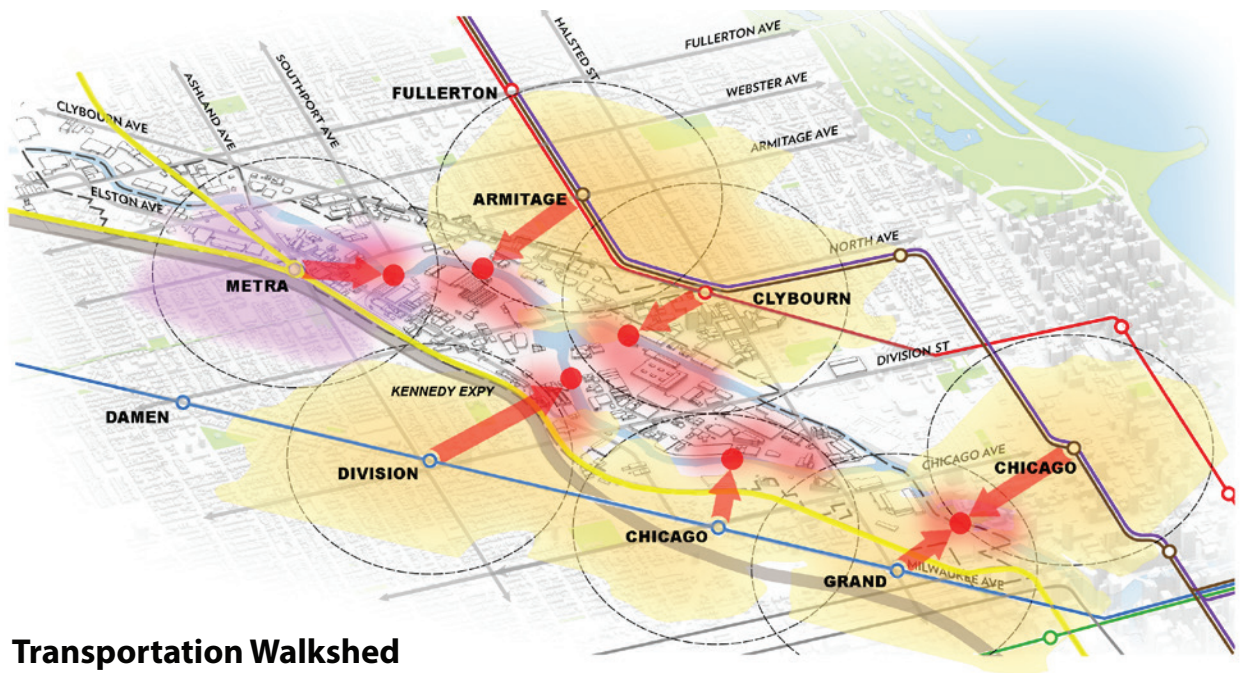 FULLERTON AVE
HALSTED ST
WEBSTER AVE
SOUTHPORT AVE
ASHLAND AVE
FULLERTON
CLYBOURN AVE
ARMITAGE AVE
ELSTON AVE
ARMITAGE
NORTH AVE
METRA
CLYBOURN
DIVISION ST
KENNEDY EXPY
DAMEN
DIVISION
CHICAGO AVE
CHICAGO
CHICAGO
GRAND
MILWAUKEE AVE
Transportation Walkshed